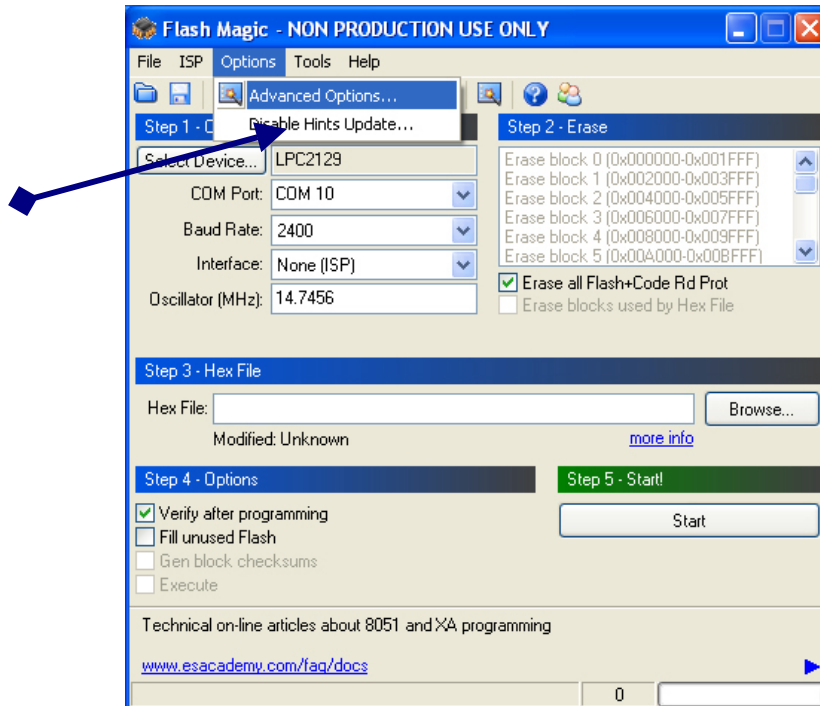 Flash Magic - NON PRODUCTION USE ONLY
File ISP Options Tools Help
Advanced Options...
Disable Hints Update...
Step 1 - C
Step 2 - Erase
Select Device... LPC2129
COM Port: COM 10
Baud Rate: 2400
Interface: None (ISP)
Oscillator (MHz): 14.7456
Erase block 0 (0x000000-0x001FFF)
Erase block 1 (0x002000-0x003FFF)
Erase block 2 (0x004000-0x005FFF)
Erase block 3 (0x006000-0x007FFF)
Erase block 4 (0x008000-0x009FFF)
Erase block 5 (0x00A000-0x00BFFF)
Erase all Flash+Code Rd Prot
Erase blocks used by Hex File
Step 3 - Hex File
Hex File: Browse...
Modified: Unknown more info
Step 4 - Options
Step 5 - Start!
Verify after programming
Fill unused Flash
Gen block checksums
Execute
Start
Technical on-line articles about 8051 and XA programming
www.esacademy.com/faq/docs
0